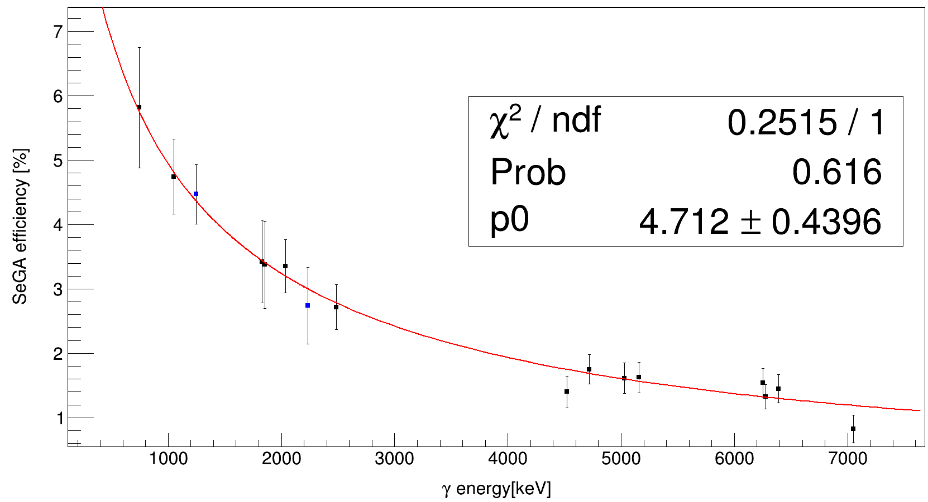 7
6
5
4
3
2
1
SeGA efficiency [%]
χ² / ndf 0.2515 / 1
Prob 0.616
p0 4.712 ± 0.4396
1000 2000 3000 4000 5000 6000 7000
γ energy[keV]